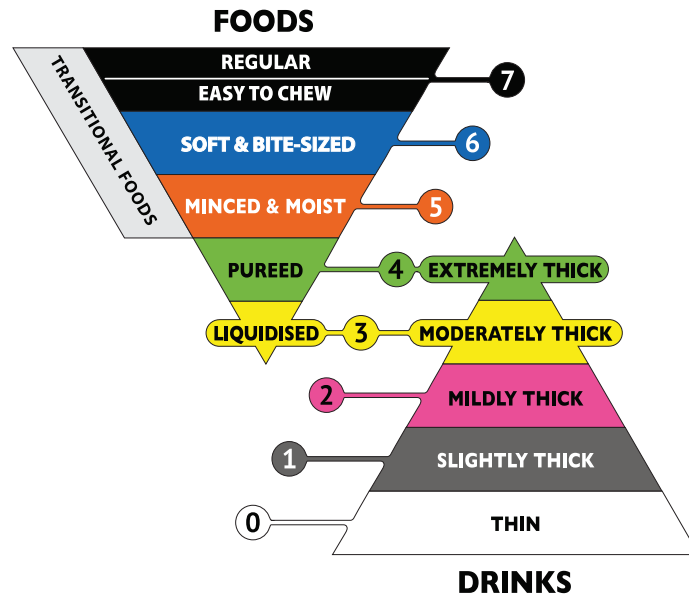 FOODS
TRANSITIONAL FOODS
REGULAR
EASY TO CHEW
7
SOFT & BITE-SIZED
6
MINCED & MOIST
5
PUREED
4
EXTREMELY THICK
LIQUIDISED
3
MODERATELY THICK
2
MILDLY THICK
1
SLIGHTLY THICK
0
THIN
DRINKS